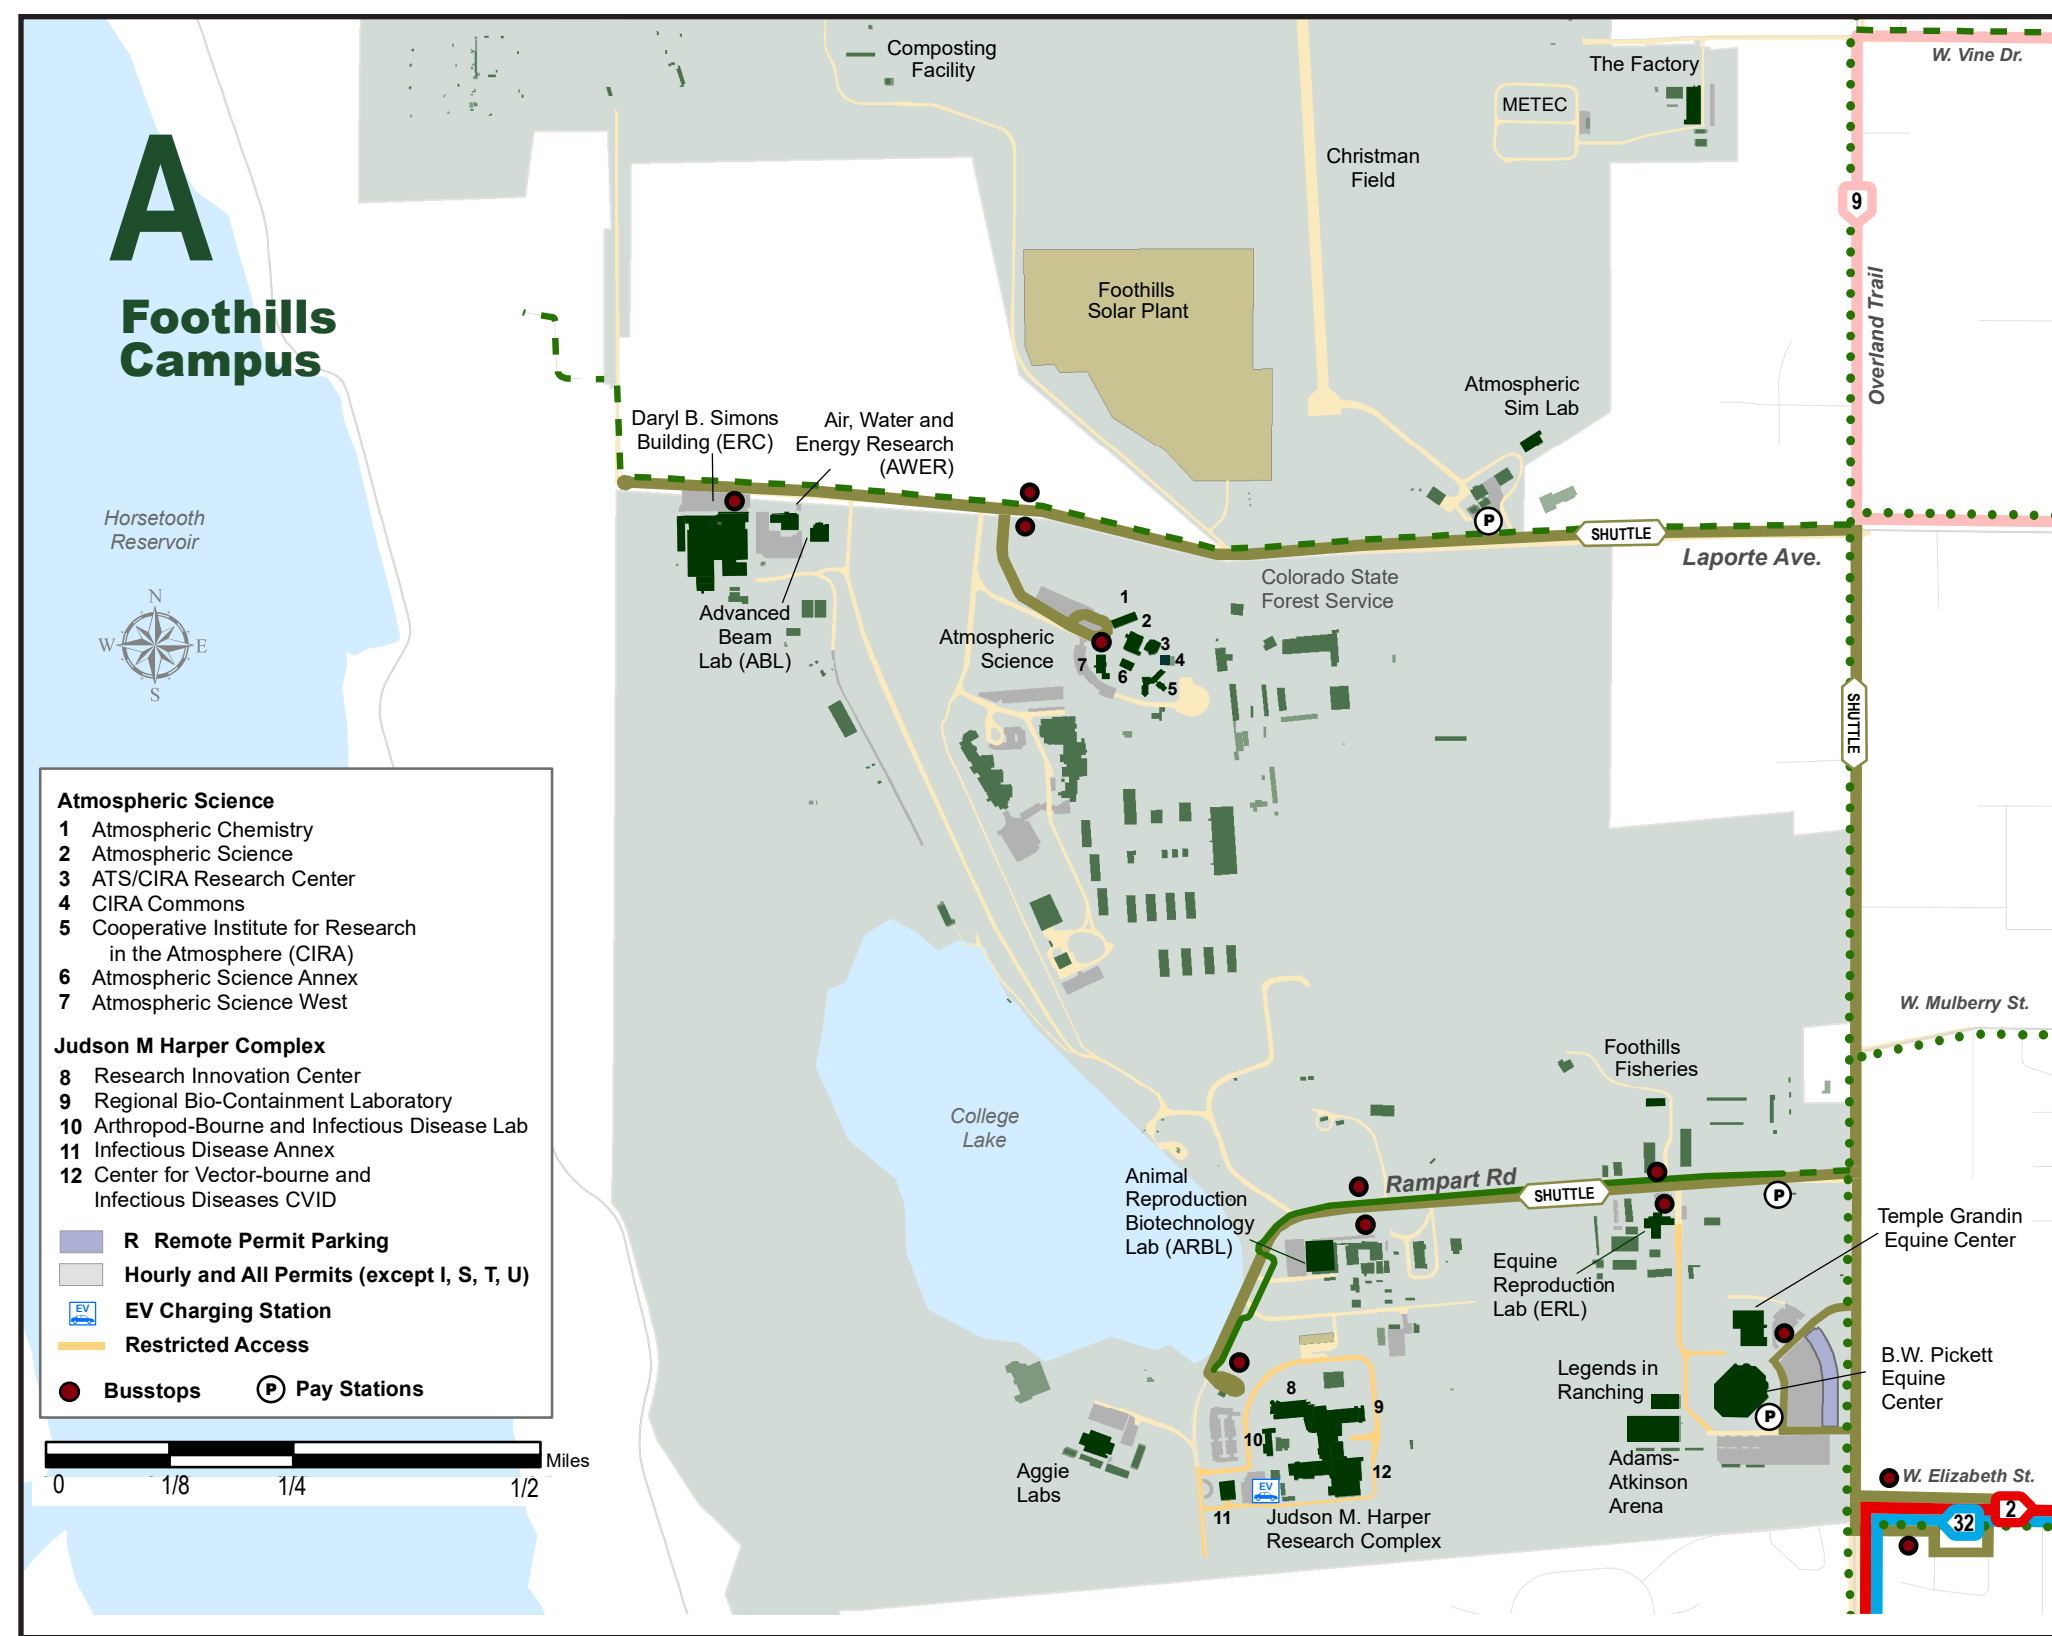 Composting
Facility
The Factory
W. Vine Dr.
METEC
A
Christman
Field
9
Foothills
Campus
Foothills
Solar Plant
Overland Trail
Atmospheric
Sim Lab
Daryl B. Simons
Building (ERC)
Air, Water and
Energy Research
(AWER)
Horsetooth
Reservoir
P
SHUTTLE
Laporte Ave.
Colorado State
Forest Service
N
W
E
S
Advanced
Beam
Lab (ABL)
Atmospheric
Science
1
2
3
4
5
6
7
SHUTTLE
Atmospheric Science
1 Atmospheric Chemistry
2 Atmospheric Science
3 ATS/CIRA Research Center
4 CIRA Commons
5 Cooperative Institute for Research
in the Atmosphere (CIRA)
6 Atmospheric Science Annex
7 Atmospheric Science West
Judson M Harper Complex
8 Research Innovation Center
9 Regional Bio-Containment Laboratory
10 Arthropod-Bourne and Infectious Disease Lab
11 Infectious Disease Annex
12 Center for Vector-bourne and
Infectious Diseases CVID
R Remote Permit Parking
Hourly and All Permits (except I, S, T, U)
EV
EV Charging Station
Restricted Access
Busstops
P Pay Stations
Miles
0 1/8 1/4 1/2
W. Mulberry St.
Foothills
Fisheries
College
Lake
Animal
Reproduction
Biotechnology
Lab (ARBL)
Rampart Rd
SHUTTLE
P
Temple Grandin
Equine Center
Equine
Reproduction
Lab (ERL)
Legends in
Ranching
B.W. Pickett
Equine
Center
P
8
9
10
12
11
EV
Aggie
Labs
Judson M. Harper
Research Complex
Adams-
Atkinson
Arena
W. Elizabeth St.
2
32